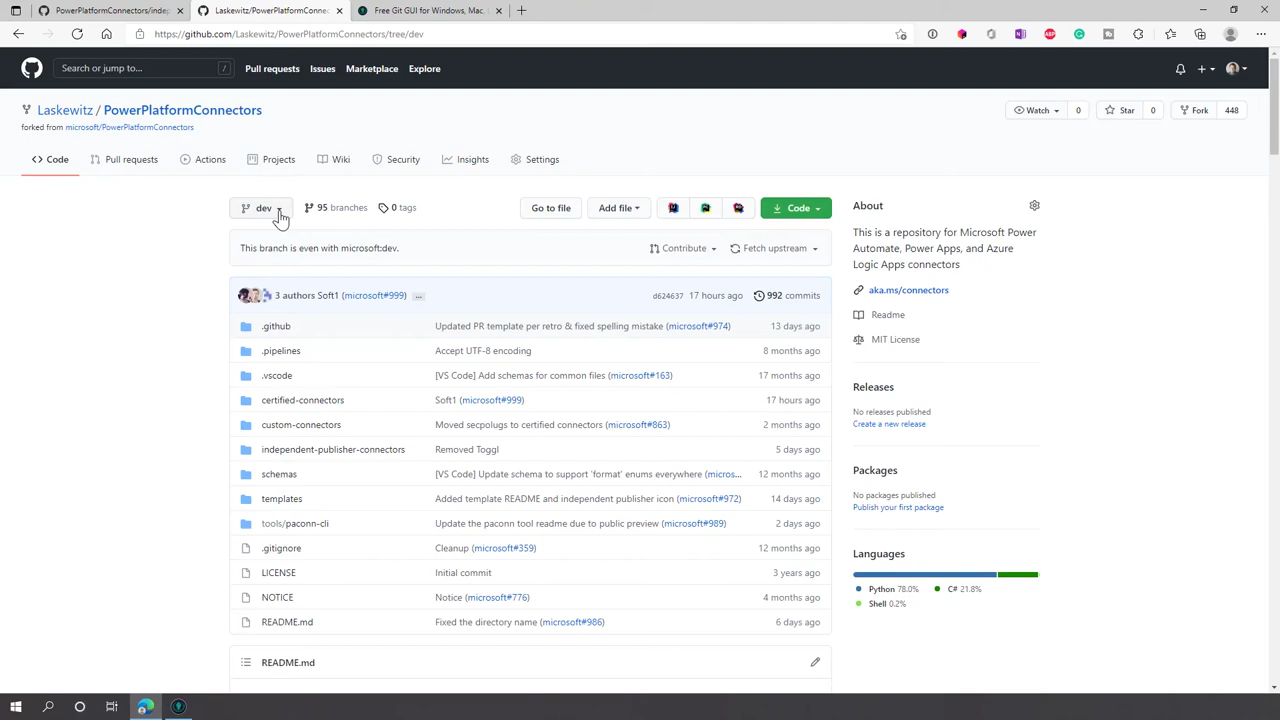 PowerPlatformConnectors/indep
Laskewitz/PowerPlatformConnec
Free Git GUI for Windows, Mac, L
https://github.com/Laskewitz/PowerPlatformConnectors/tree/dev
Search or jump to...
/
Pull requests
Issues
Marketplace
Explore
Laskewitz / PowerPlatformConnectors
Watch 0
Star 0
Fork 448
forked from microsoft/PowerPlatformConnectors
Code
Pull requests
Actions
Projects
Wiki
Security
Insights
Settings
dev
95 branches
0 tags
Go to file
Add file
Code
This branch is even with microsoft:dev.
Contribute
Fetch upstream
3 authors Soft1 (microsoft#999) ...
d624637 17 hours ago
992 commits
.github Updated PR template per retro & fixed spelling mistake (microsoft#974) 13 days ago
.pipelines Accept UTF-8 encoding 8 months ago
.vscode [VS Code] Add schemas for common files (microsoft#163) 17 months ago
certified-connectors Soft1 (microsoft#999) 17 hours ago
custom-connectors Moved secpolugs to certified connectors (microsoft#863) 2 months ago
independent-publisher-connectors Removed Toggl 5 days ago
schemas [VS Code] Update schema to support 'format' enums everywhere (micros... 12 months ago
templates Added template README and independent publisher icon (microsoft#972) 14 days ago
tools/paconn-cli Update the paconn tool readme due to public preview (microsoft#989) 2 days ago
.gitignore Cleanup (microsoft#359) 12 months ago
LICENSE Initial commit 3 years ago
NOTICE Notice (microsoft#776) 4 months ago
README.md Fixed the directory name (microsoft#986) 6 days ago
README.md
About
This is a repository for Microsoft Power
Automate, Power Apps, and Azure
Logic Apps connectors
aka.ms/connectors
Readme
MIT License
Releases
No releases published
Create a new release
Packages
No packages published
Publish your first package
Languages
Python 78.0%
C# 21.8%
Shell 0.2%